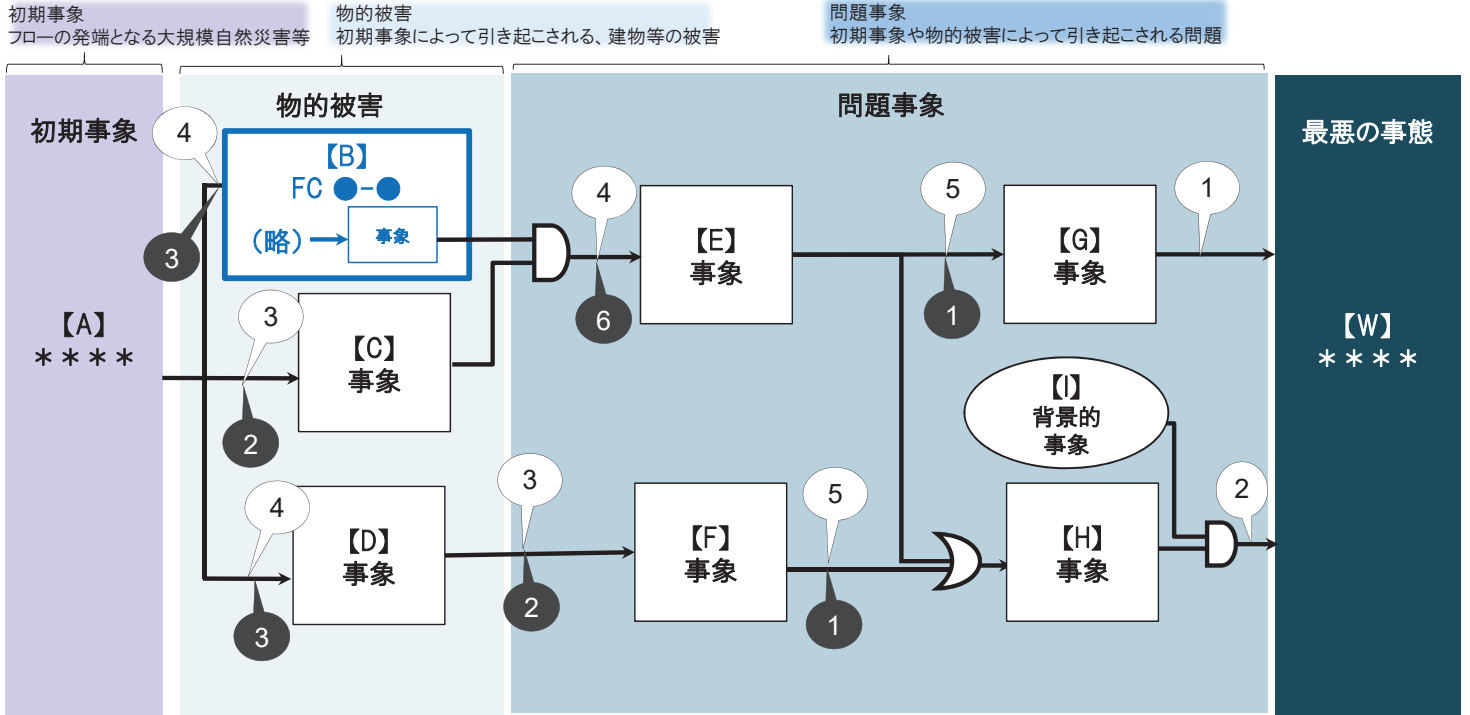 初期事象
フローの発端となる大規模自然災害等
物的被害
初期事象によって引き起こされる、建物等の被害
問題事象
初期事象や物的被害によって引き起こされる問題
初期事象
物的被害
問題事象
最悪の事態
4
【B】
FC ●-●
(略)
事象
3
4
6
【E】
事象
5
1
【G】
事象
1
【A】
****
3
2
【C】
事象
【I】
背景的
事象
【W】
****
4
3
【D】
事象
3
2
【F】
事象
5
1
【H】
事象
2